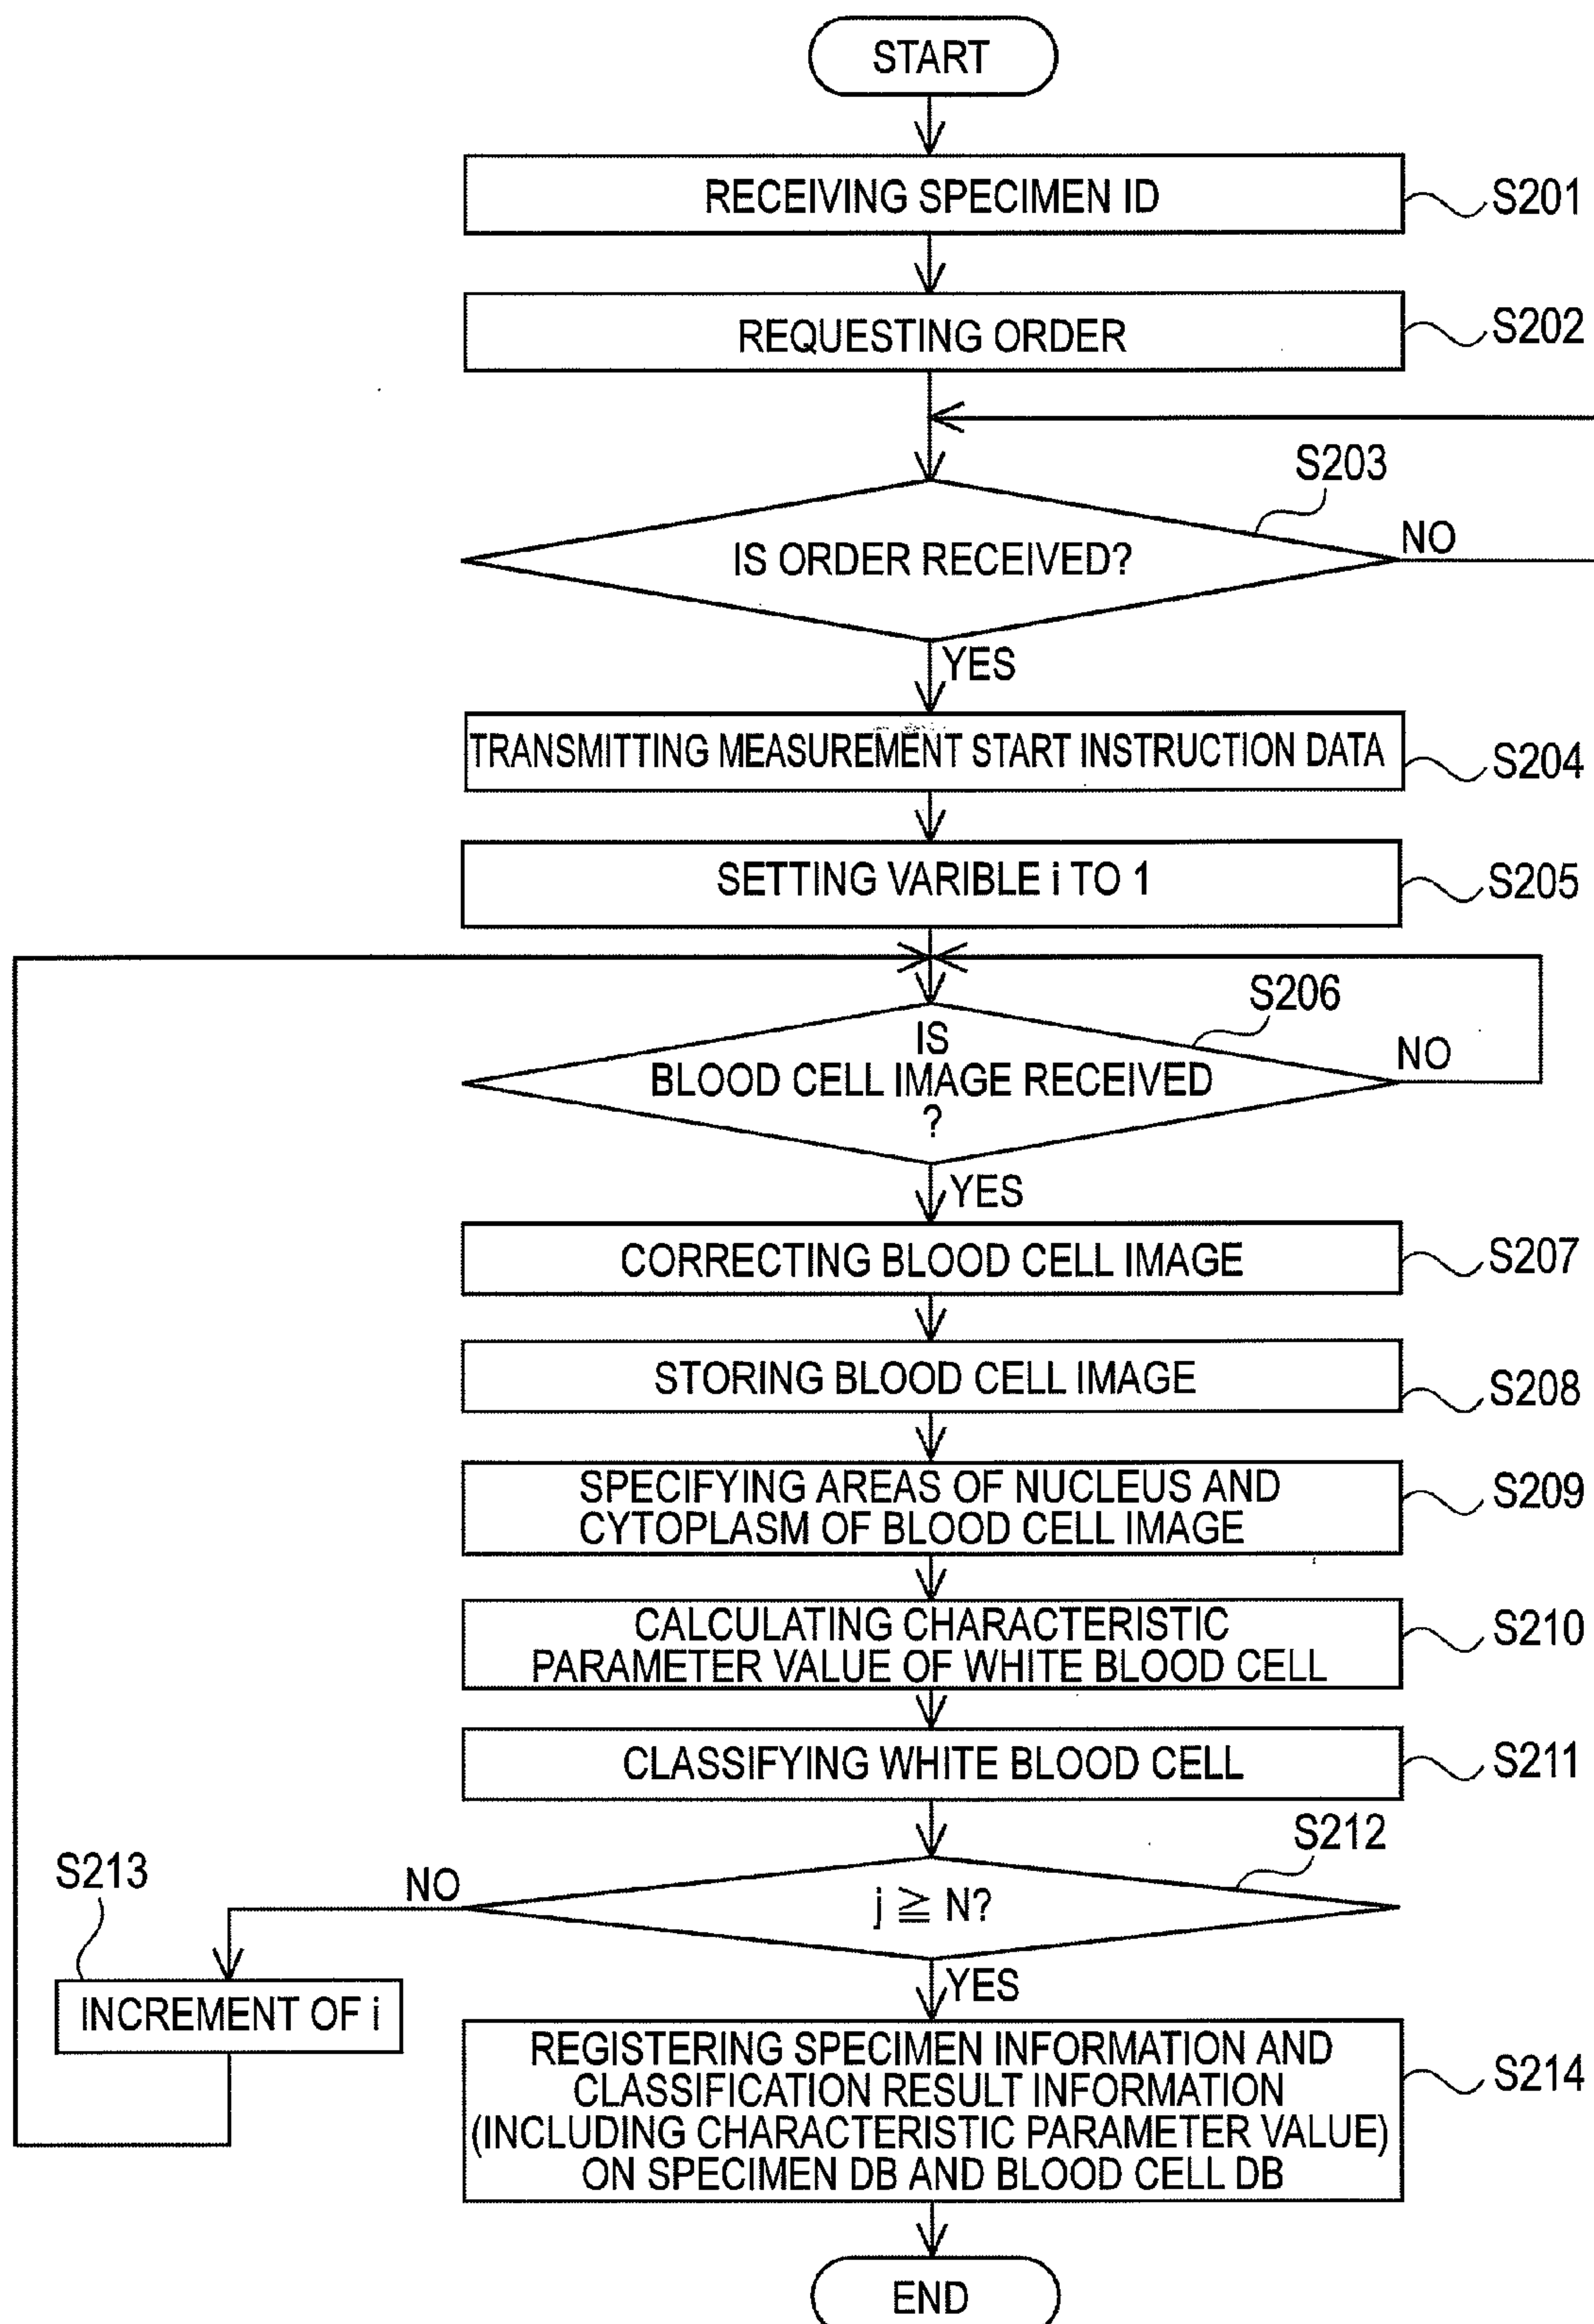 START
RECEIVING SPECIMEN ID
S201
REQUESTING ORDER
S202
S203
IS ORDER RECEIVED?
NO
YES
TRANSMITTING MEASUREMENT START INSTRUCTION DATA
S204
SETTING VARIBLE i TO 1
S205
S206
IS
BLOOD CELL IMAGE RECEIVED
?
NO
YES
CORRECTING BLOOD CELL IMAGE
S207
STORING BLOOD CELL IMAGE
S208
SPECIFYING AREAS OF NUCLEUS AND
CYTOPLASM OF BLOOD CELL IMAGE
S209
CALCULATING CHARACTERISTIC
PARAMETER VALUE OF WHITE BLOOD CELL
S210
CLASSIFYING WHITE BLOOD CELL
S211
S212
j ≧ N?
NO
S213
INCREMENT OF i
YES
REGISTERING SPECIMEN INFORMATION AND
CLASSIFICATION RESULT INFORMATION
(INCLUDING CHARACTERISTIC PARAMETER VALUE)
ON SPECIMEN DB AND BLOOD CELL DB
S214
END